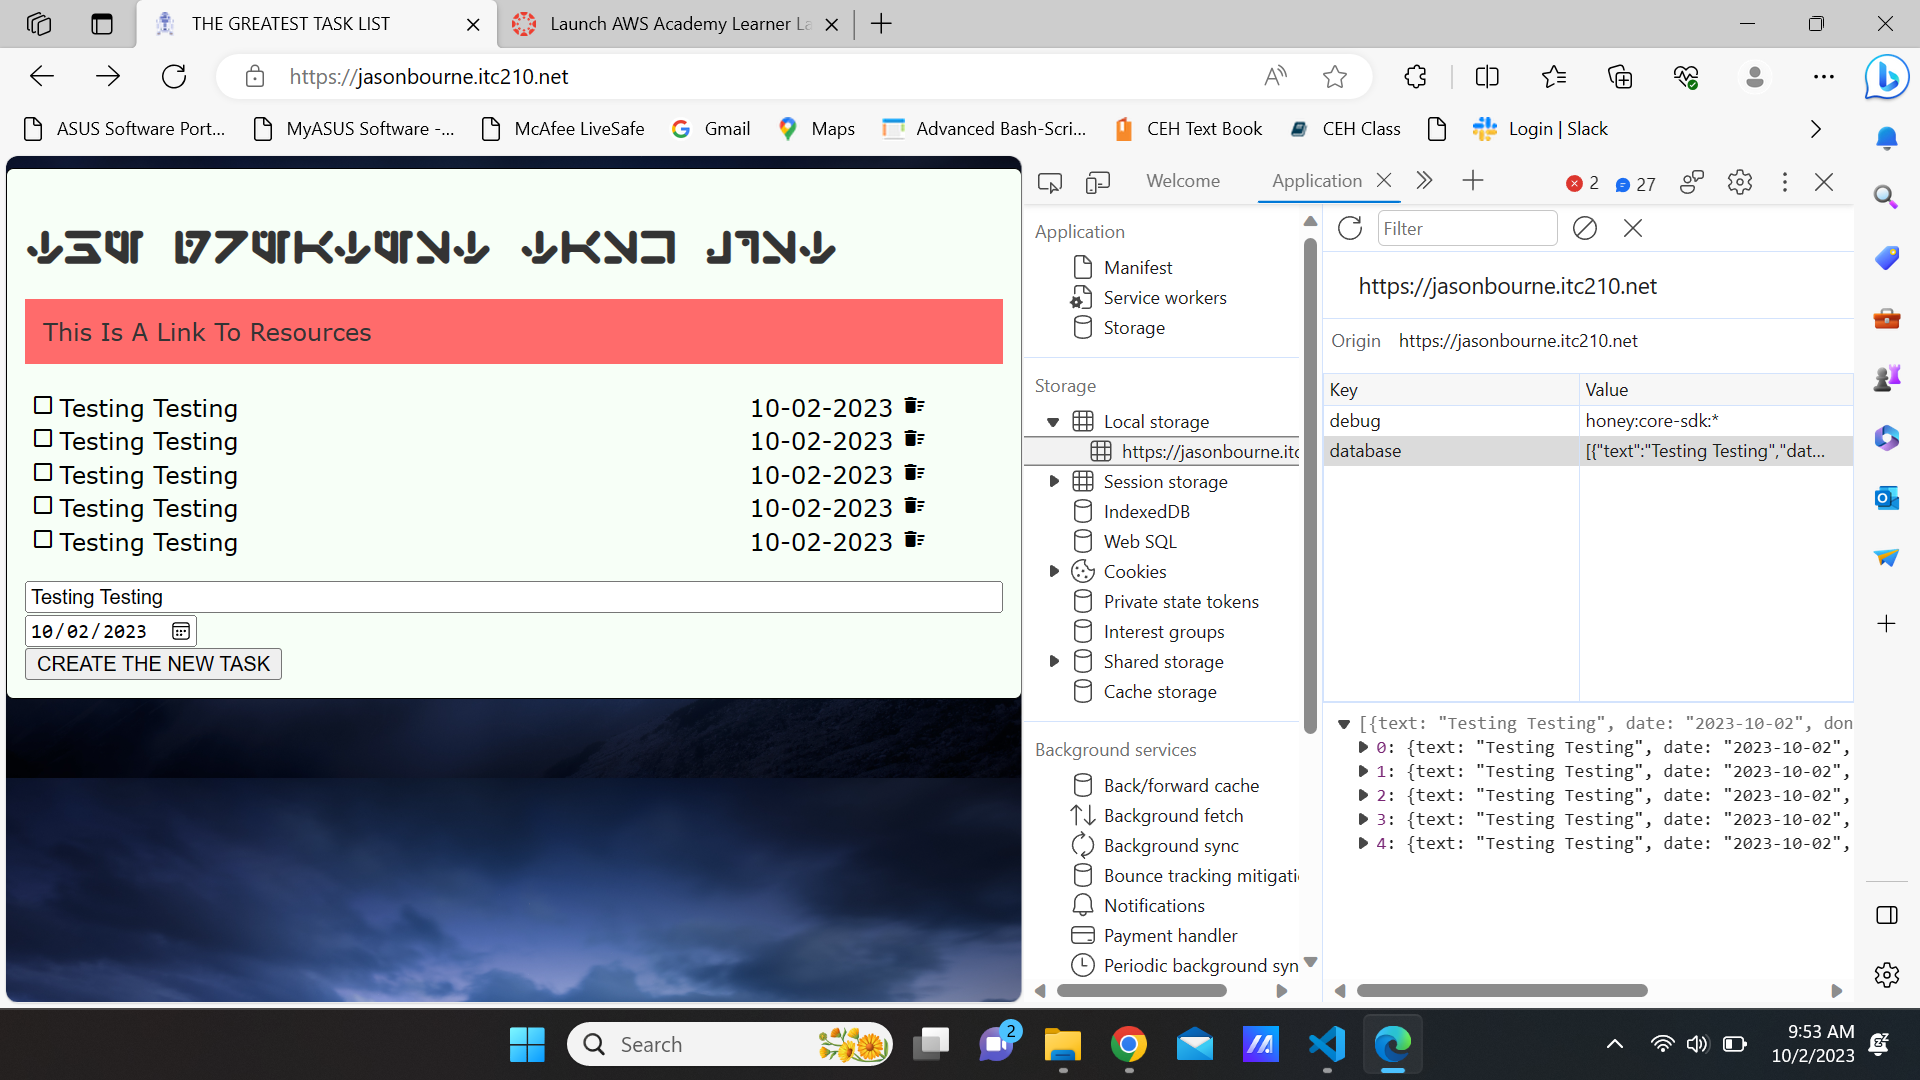 THE GREATEST TASK LIST
Launch AWS Academy Learner La
https://jasonbourne.itc210.net
ASUS Software Port...
MyASUS Software -...
McAfee LiveSafe
Gmail
Maps
Advanced Bash-Scri...
CEH Text Book
CEH Class
Login | Slack
This Is A Link To Resources
Testing Testing 10-02-2023
Testing Testing 10-02-2023
Testing Testing 10-02-2023
Testing Testing 10-02-2023
Testing Testing 10-02-2023
Testing Testing
10/02/2023
CREATE THE NEW TASK
Welcome
Application
2
27
Application
Manifest
Service workers
Storage
Storage
Local storage
https://jasonbourne.itc
Session storage
IndexedDB
Web SQL
Cookies
Private state tokens
Interest groups
Shared storage
Cache storage
Background services
Back/forward cache
Background fetch
Background sync
Bounce tracking mitigati
Notifications
Payment handler
Periodic background syn
Filter
https://jasonbourne.itc210.net
Origin https://jasonbourne.itc210.net
Key Value
debug honey:core-sdk:*
database [{"text":"Testing Testing","dat...
[{text: "Testing Testing", date: "2023-10-02", don
0: {text: "Testing Testing", date: "2023-10-02",
1: {text: "Testing Testing", date: "2023-10-02",
2: {text: "Testing Testing", date: "2023-10-02",
3: {text: "Testing Testing", date: "2023-10-02",
4: {text: "Testing Testing", date: "2023-10-02",
Search
2
9:53 AM
10/2/2023